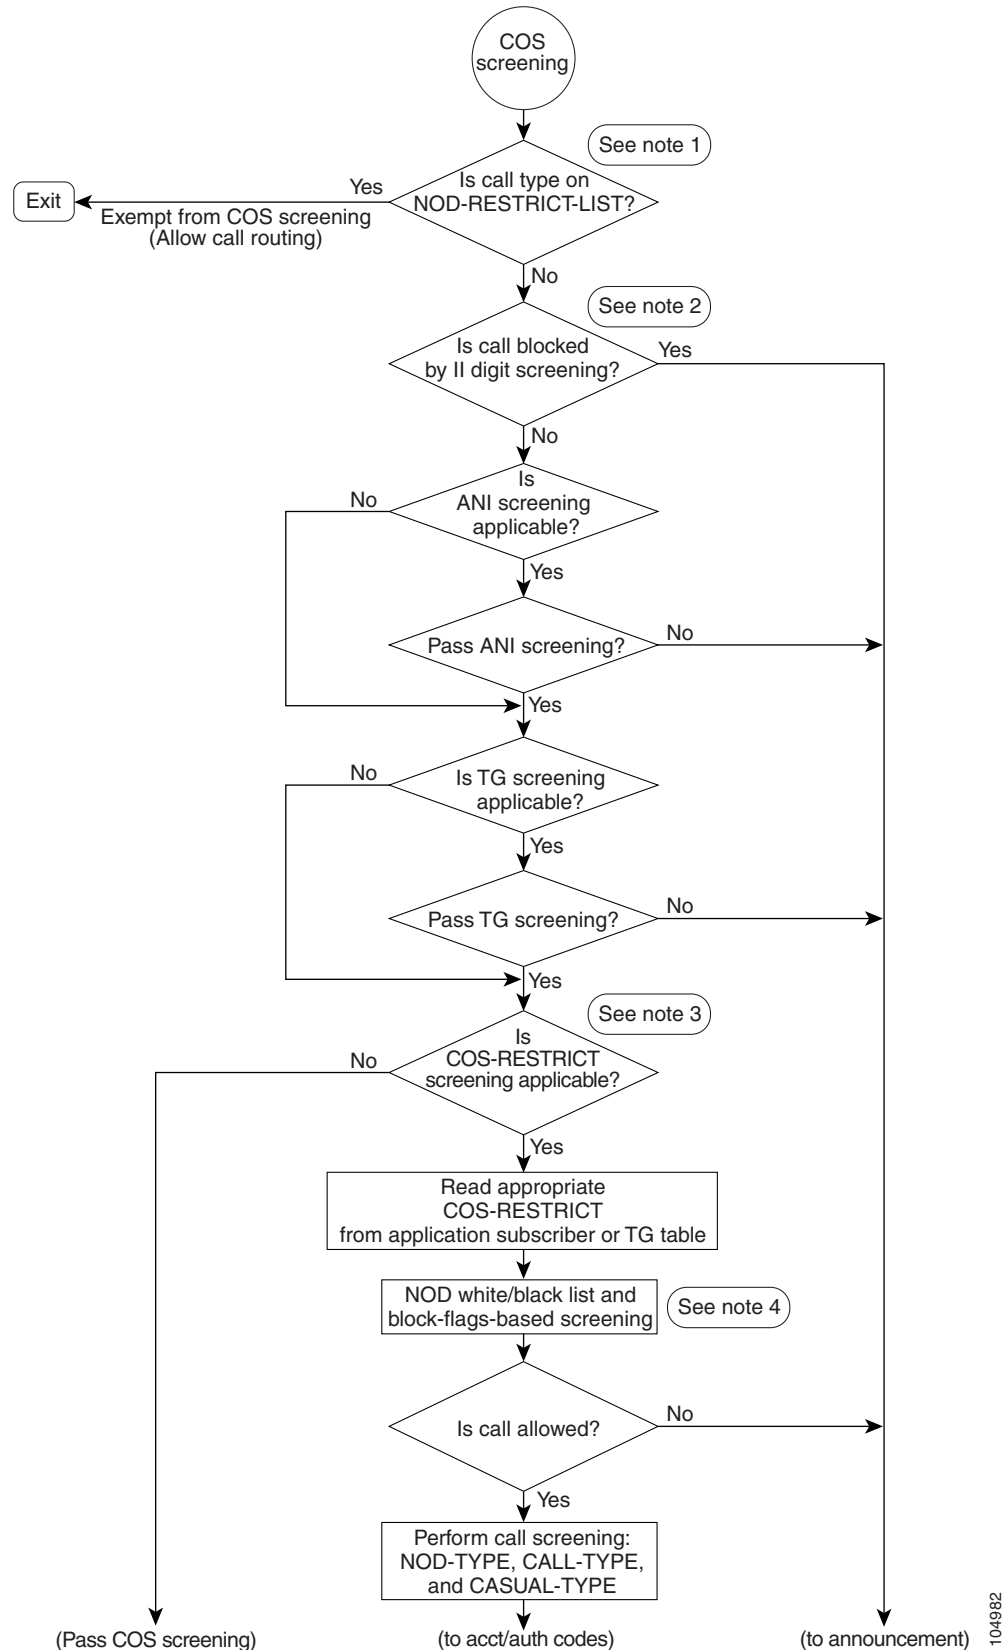 COS
screening
See note 1
Is call type on
NOD-RESTRICT-LIST?
Yes
Exit
Exempt from COS screening
(Allow call routing)
No
See note 2
Is call blocked
by II digit screening?
Yes
No
Is
ANI screening
applicable?
No
Yes
Pass ANI screening?
No
Yes
Is TG screening
applicable?
No
Yes
Pass TG screening?
No
Yes
See note 3
Is
COS-RESTRICT
screening applicable?
No
Yes
Read appropriate
COS-RESTRICT
from application subscriber or TG table
NOD white/black list and
block-flags-based screening
See note 4
Is call allowed?
No
Yes
Perform call screening:
NOD-TYPE, CALL-TYPE,
and CASUAL-TYPE
(Pass COS screening)
(to acct/auth codes)
(to announcement)
104982